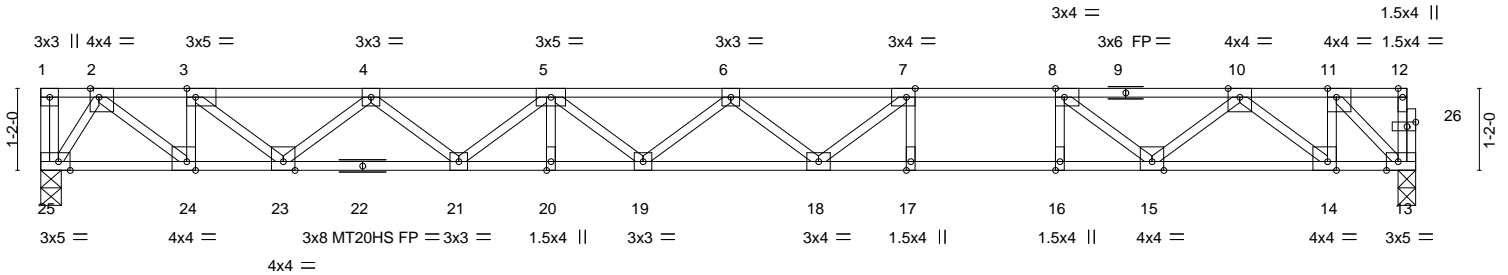 3x4 = 1.5x4 ||
3x3 || 4x4 = 3x5 = 3x3 = 3x5 = 3x3 = 3x4 = 3x6 FP = 4x4 = 4x4 = 1.5x4 =
1 2 3 4 5 6 7 8 9 10 11 12
1-2-0 26 1-2-0
25 24 23 22 21 20 19 18 17 16 15 14 13
3x5 = 4x4 = 3x8 MT20HS FP = 3x3 = 1.5x4 || 3x3 = 3x4 = 1.5x4 || 1.5x4 || 4x4 = 4x4 = 3x5 =
4x4 =